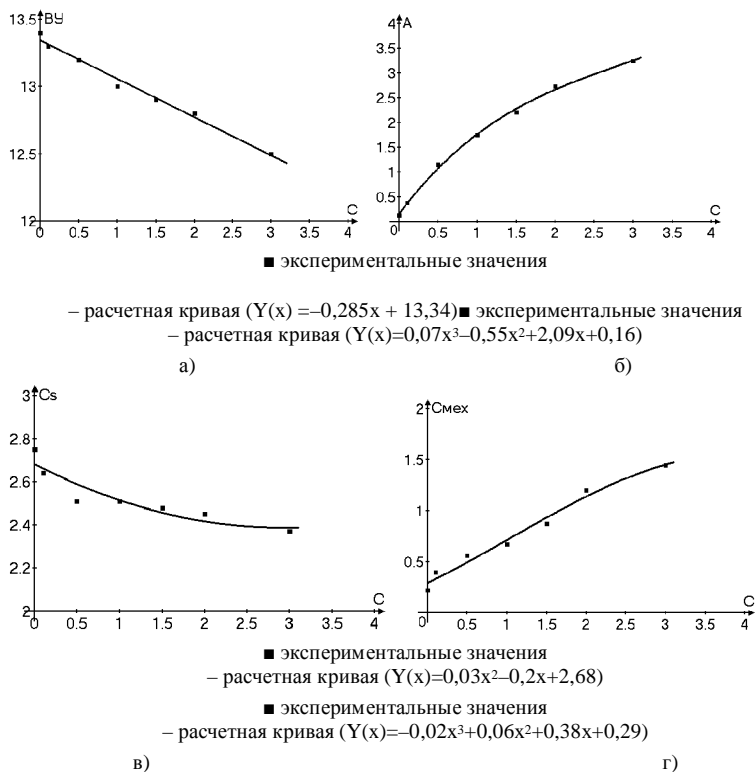 13.5 ВУ
13
12.5
12
0 0.5 1 1.5 2 2.5 3 3.5 4
С
4 А
3.5
3
2.5
2
1.5
1
0.5
0 0.5 1 1.5 2 2.5 3 3.5 4
С
■ экспериментальные значения
– расчетная кривая (Y(x) =–0,285x + 13,34)■ экспериментальные значения
– расчетная кривая (Y(x)=0,07x³–0,55x²+2,09x+0,16)
а) б)
3 Cs
2.8
2.6
2.4
2.2
2
0 0.5 1 1.5 2 2.5 3 3.5 4
С
2 Смех
1.5
1
0.5
0 0.5 1 1.5 2 2.5 3 3.5 4
С
■ экспериментальные значения
– расчетная кривая (Y(x)=0,03x²–0,2x+2,68)
■ экспериментальные значения
– расчетная кривая (Y(x)=–0,02x³+0,06x²+0,38x+0,29)
в) г)